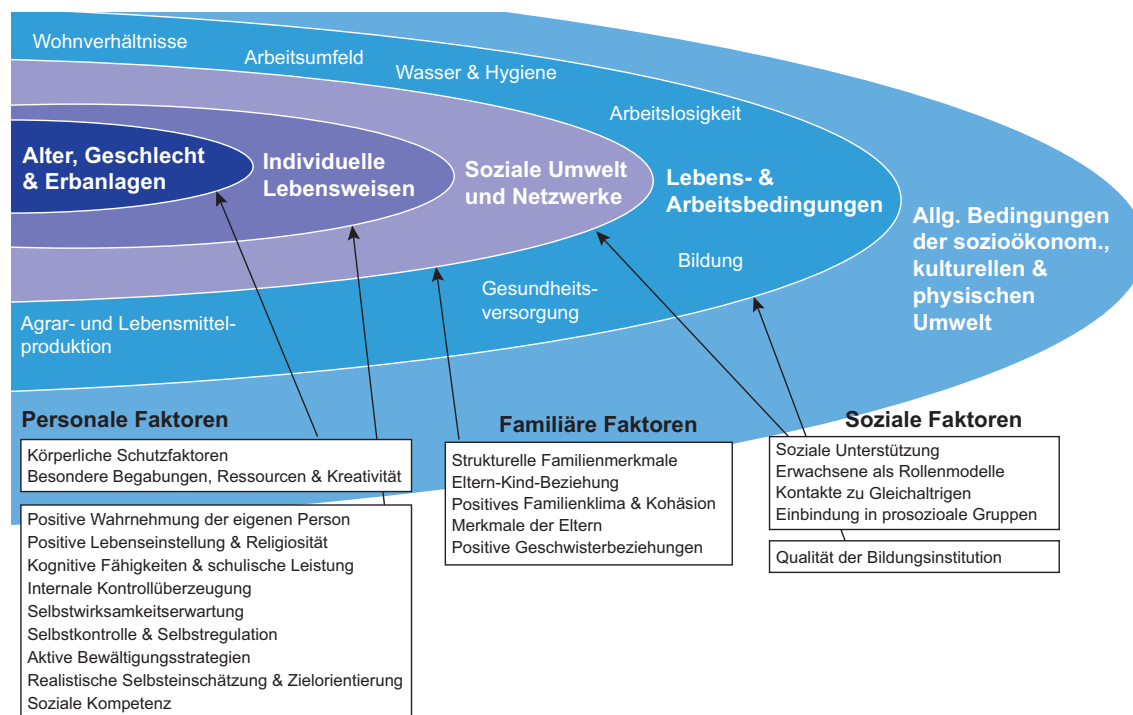 Wohnverhältnisse
Arbeitsumfeld
Wasser & Hygiene
Arbeitslosigkeit
Alter, Geschlecht
& Erbanlagen
Individuelle
Lebensweisen
Soziale Umwelt
und Netzwerke
Lebens- &
Arbeitsbedingungen
Allg. Bedingungen
der sozioökonom.,
kulturellen &
physischen
Umwelt
Bildung
Gesundheits-
versorgung
Agrar- und Lebensmittel-
produktion
Personale Faktoren
Körperliche Schutzfaktoren
Besondere Begabungen, Ressourcen & Kreativität
Positive Wahrnehmung der eigenen Person
Positive Lebenseinstellung & Religiosität
Kognitive Fähigkeiten & schulische Leistung
Internale Kontrollüberzeugung
Selbstwirksamkeitserwartung
Selbstkontrolle & Selbstregulation
Aktive Bewältigungsstrategien
Realistische Selbsteinschätzung & Zielorientierung
Soziale Kompetenz
Familiäre Faktoren
Strukturelle Familienmerkmale
Eltern-Kind-Beziehung
Positives Familienklima & Kohäsion
Merkmale der Eltern
Positive Geschwisterbeziehungen
Soziale Faktoren
Soziale Unterstützung
Erwachsene als Rollenmodelle
Kontakte zu Gleichaltrigen
Einbindung in prosoziale Gruppen
Qualität der Bildungsinstitution